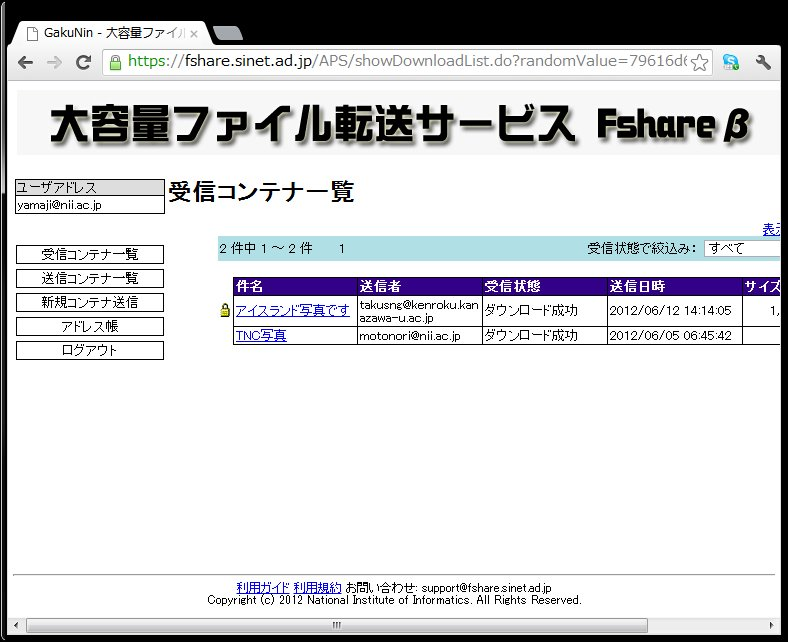 GakuNin - 大容量ファイル
https://fshare.sinet.ad.jp/APS/showDownloadList.do?randomValue=79616d6
大容量ファイル転送サービス Fshare β
ユーザアドレス
yamaji@nii.ac.jp
受信コンテナ一覧
表示
2 件中 1 ～ 2 件 1 受信状態で絞込み： すべて
受信コンテナ一覧
送信コンテナ一覧
新規コンテナ送信
アドレス帳
ログアウト
件名 送信者 受信状態 送信日時 サイズ
アイスランド写真です takusng@kenroku.kanazawa-u.ac.jp ダウンロード成功 2012/06/12 14:14:05 1,
TNC写真 motonori@nii.ac.jp ダウンロード成功 2012/06/05 06:45:42
利用ガイド 利用規約 お問い合わせ: support@fshare.sinet.ad.jp
Copyright (c) 2012 National Institute of Informatics. All Rights Reserved.